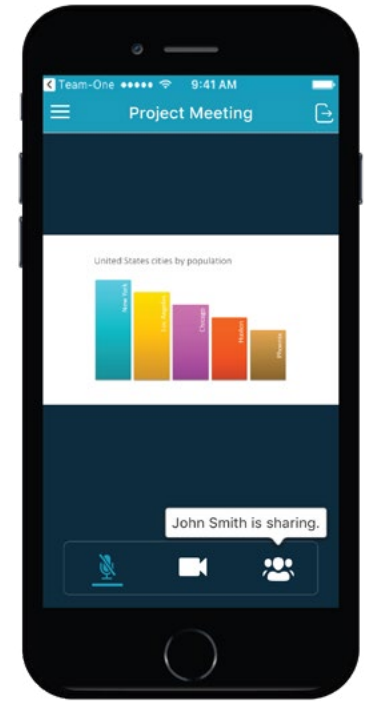 Team-One 9:41 AM
Project Meeting
United States cities by population
New York
Los Angeles
Chicago
Houston
Phoenix
John Smith is sharing.